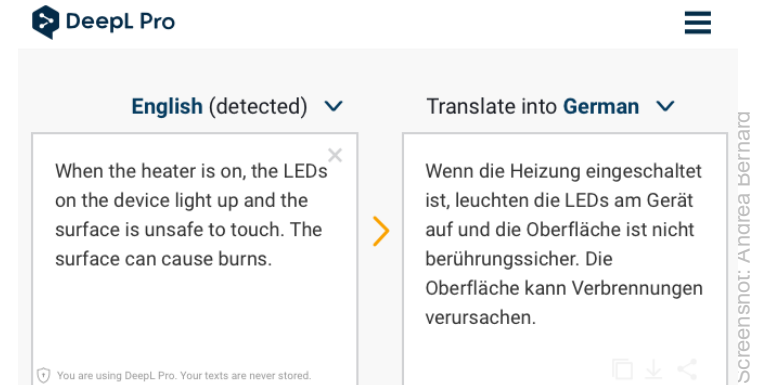 DeepL Pro
English (detected)
When the heater is on, the LEDs
on the device light up and the
surface is unsafe to touch. The
surface can cause burns.
You are using DeepL Pro. Your texts are never stored.
Translate into German
Wenn die Heizung eingeschaltet
ist, leuchten die LEDs am Gerät
auf und die Oberfläche ist nicht
berührungssicher. Die
Oberfläche kann Verbrennungen
verursachen.
Screenshot: Andrea Bernard